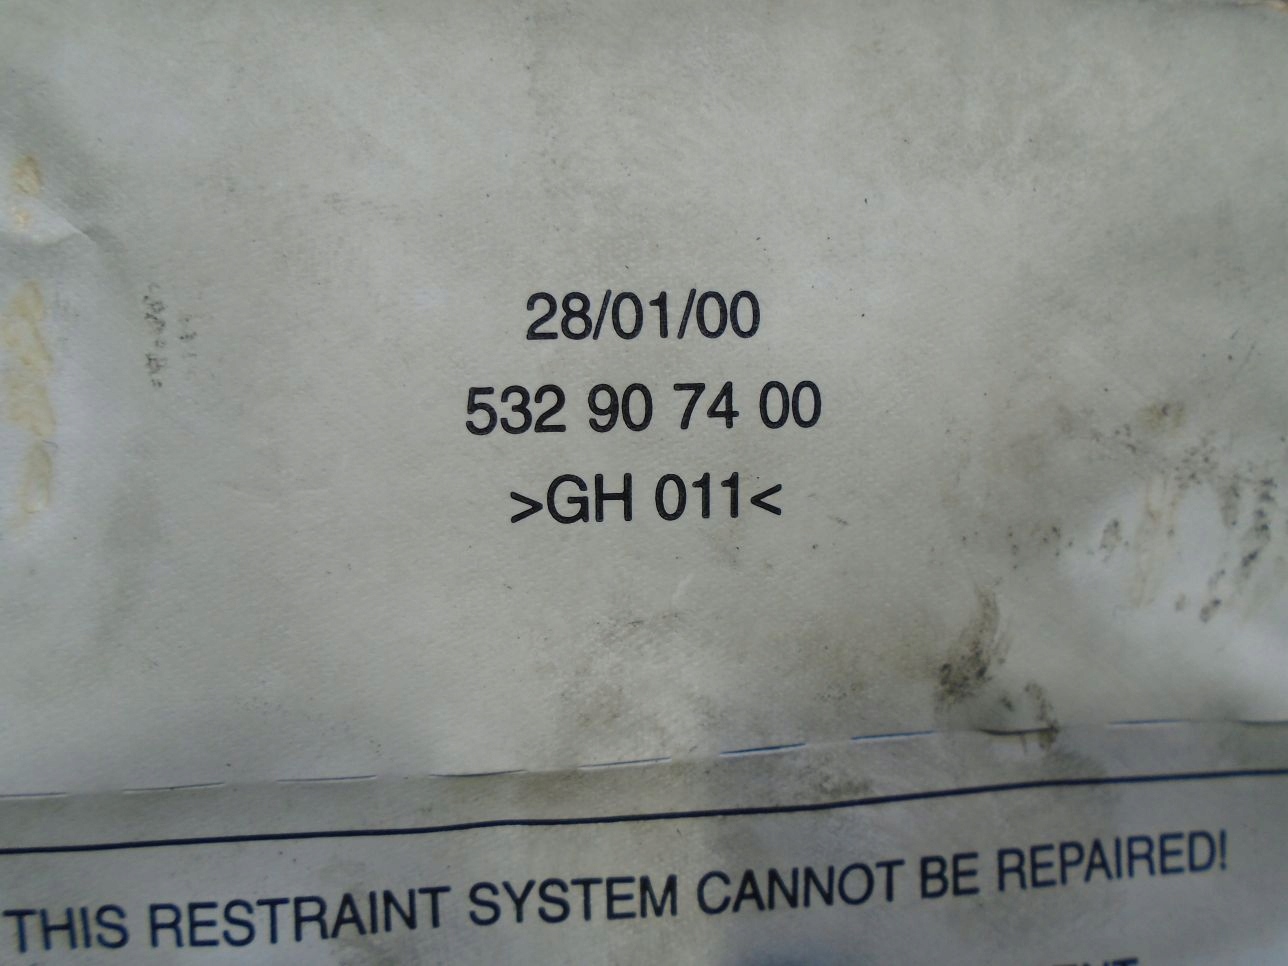 28/01/00
532 90 74 00
>GH 011<
THIS RESTRAINT SYSTEM CANNOT BE REPAIRED!